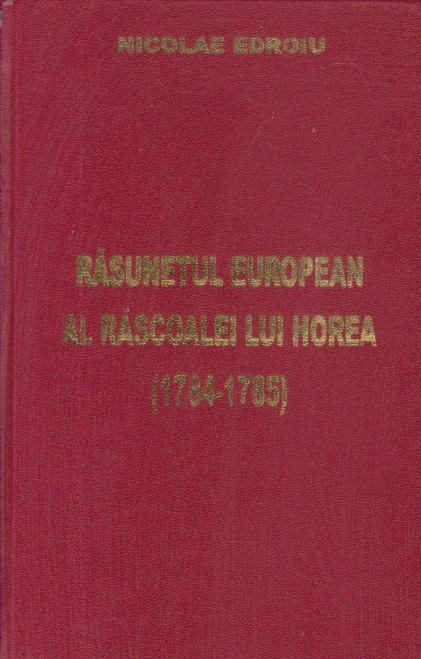 NICOLAE EDROIU
RĂSUNETUL EUROPEAN
AL RĂSCOALEI LUI HOREA
(1784-1785)